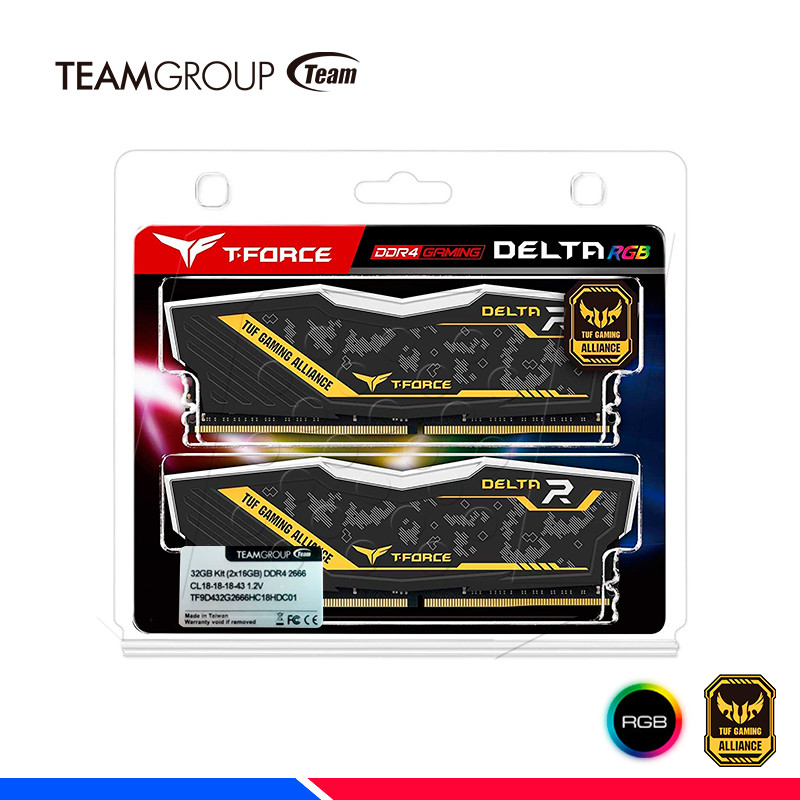 TEAMGROUP Team
T-FORCE DDR4 GAMING DELTA RGB
DELTA R
TUF GAMING ALLIANCE
T-FORCE
TUF GAMING
ALLIANCE
DELTA R
TUF GAMING ALLIANCE
T-FORCE
TEAMGROUP Team
32GB Kit (2x16GB) DDR4 2666
CL18-18-18-43 1.2V
TF9D432G2666HC18HDC01
Made in Taiwan
Warranty void if removed
RGB
TUF GAMING
ALLIANCE